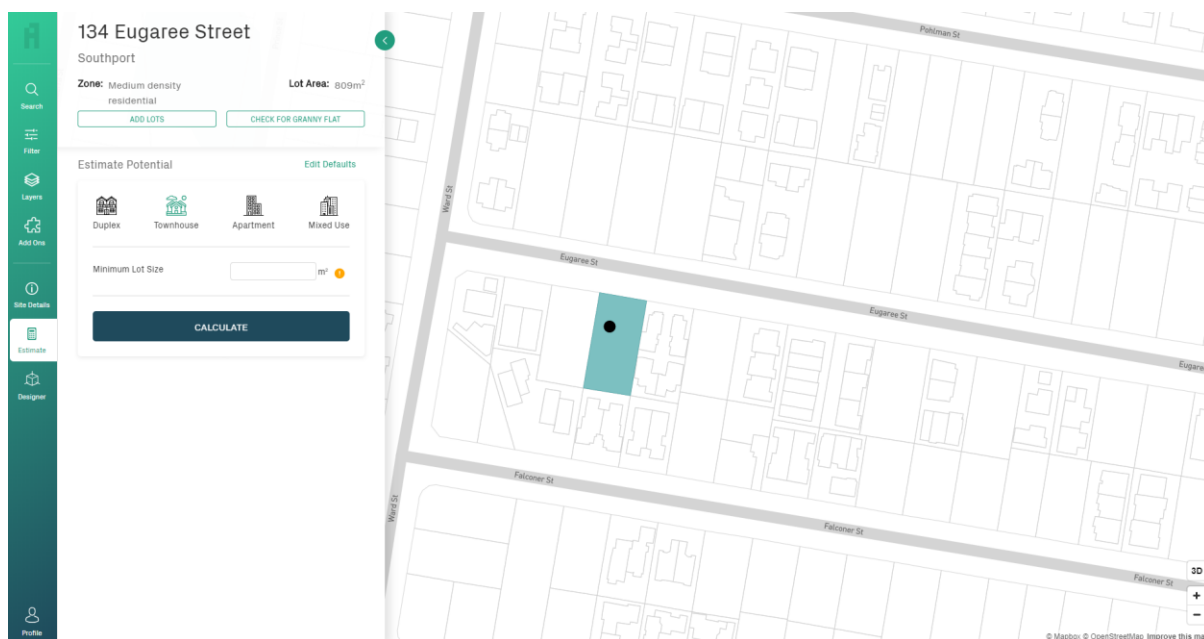 134 Eugaree Street
Southport
Zone: Medium density
residential
Lot Area: 809m²
ADD LOTS
CHECK FOR GRANNY FLAT
Estimate Potential
Edit Defaults
Duplex
Townhouse
Apartment
Mixed Use
Minimum Lot Size
m²
CALCULATE
Search
Filter
Layers
Add Ons
Site Details
Estimate
Designer
Profile
Pohlman St
Ward St
Eugaree St
Eugaree St
Eugare
Falconer St
Ward St
Falconer St
Falconer St
3D
+
−
© Mapbox © OpenStreetMap Improve this ma